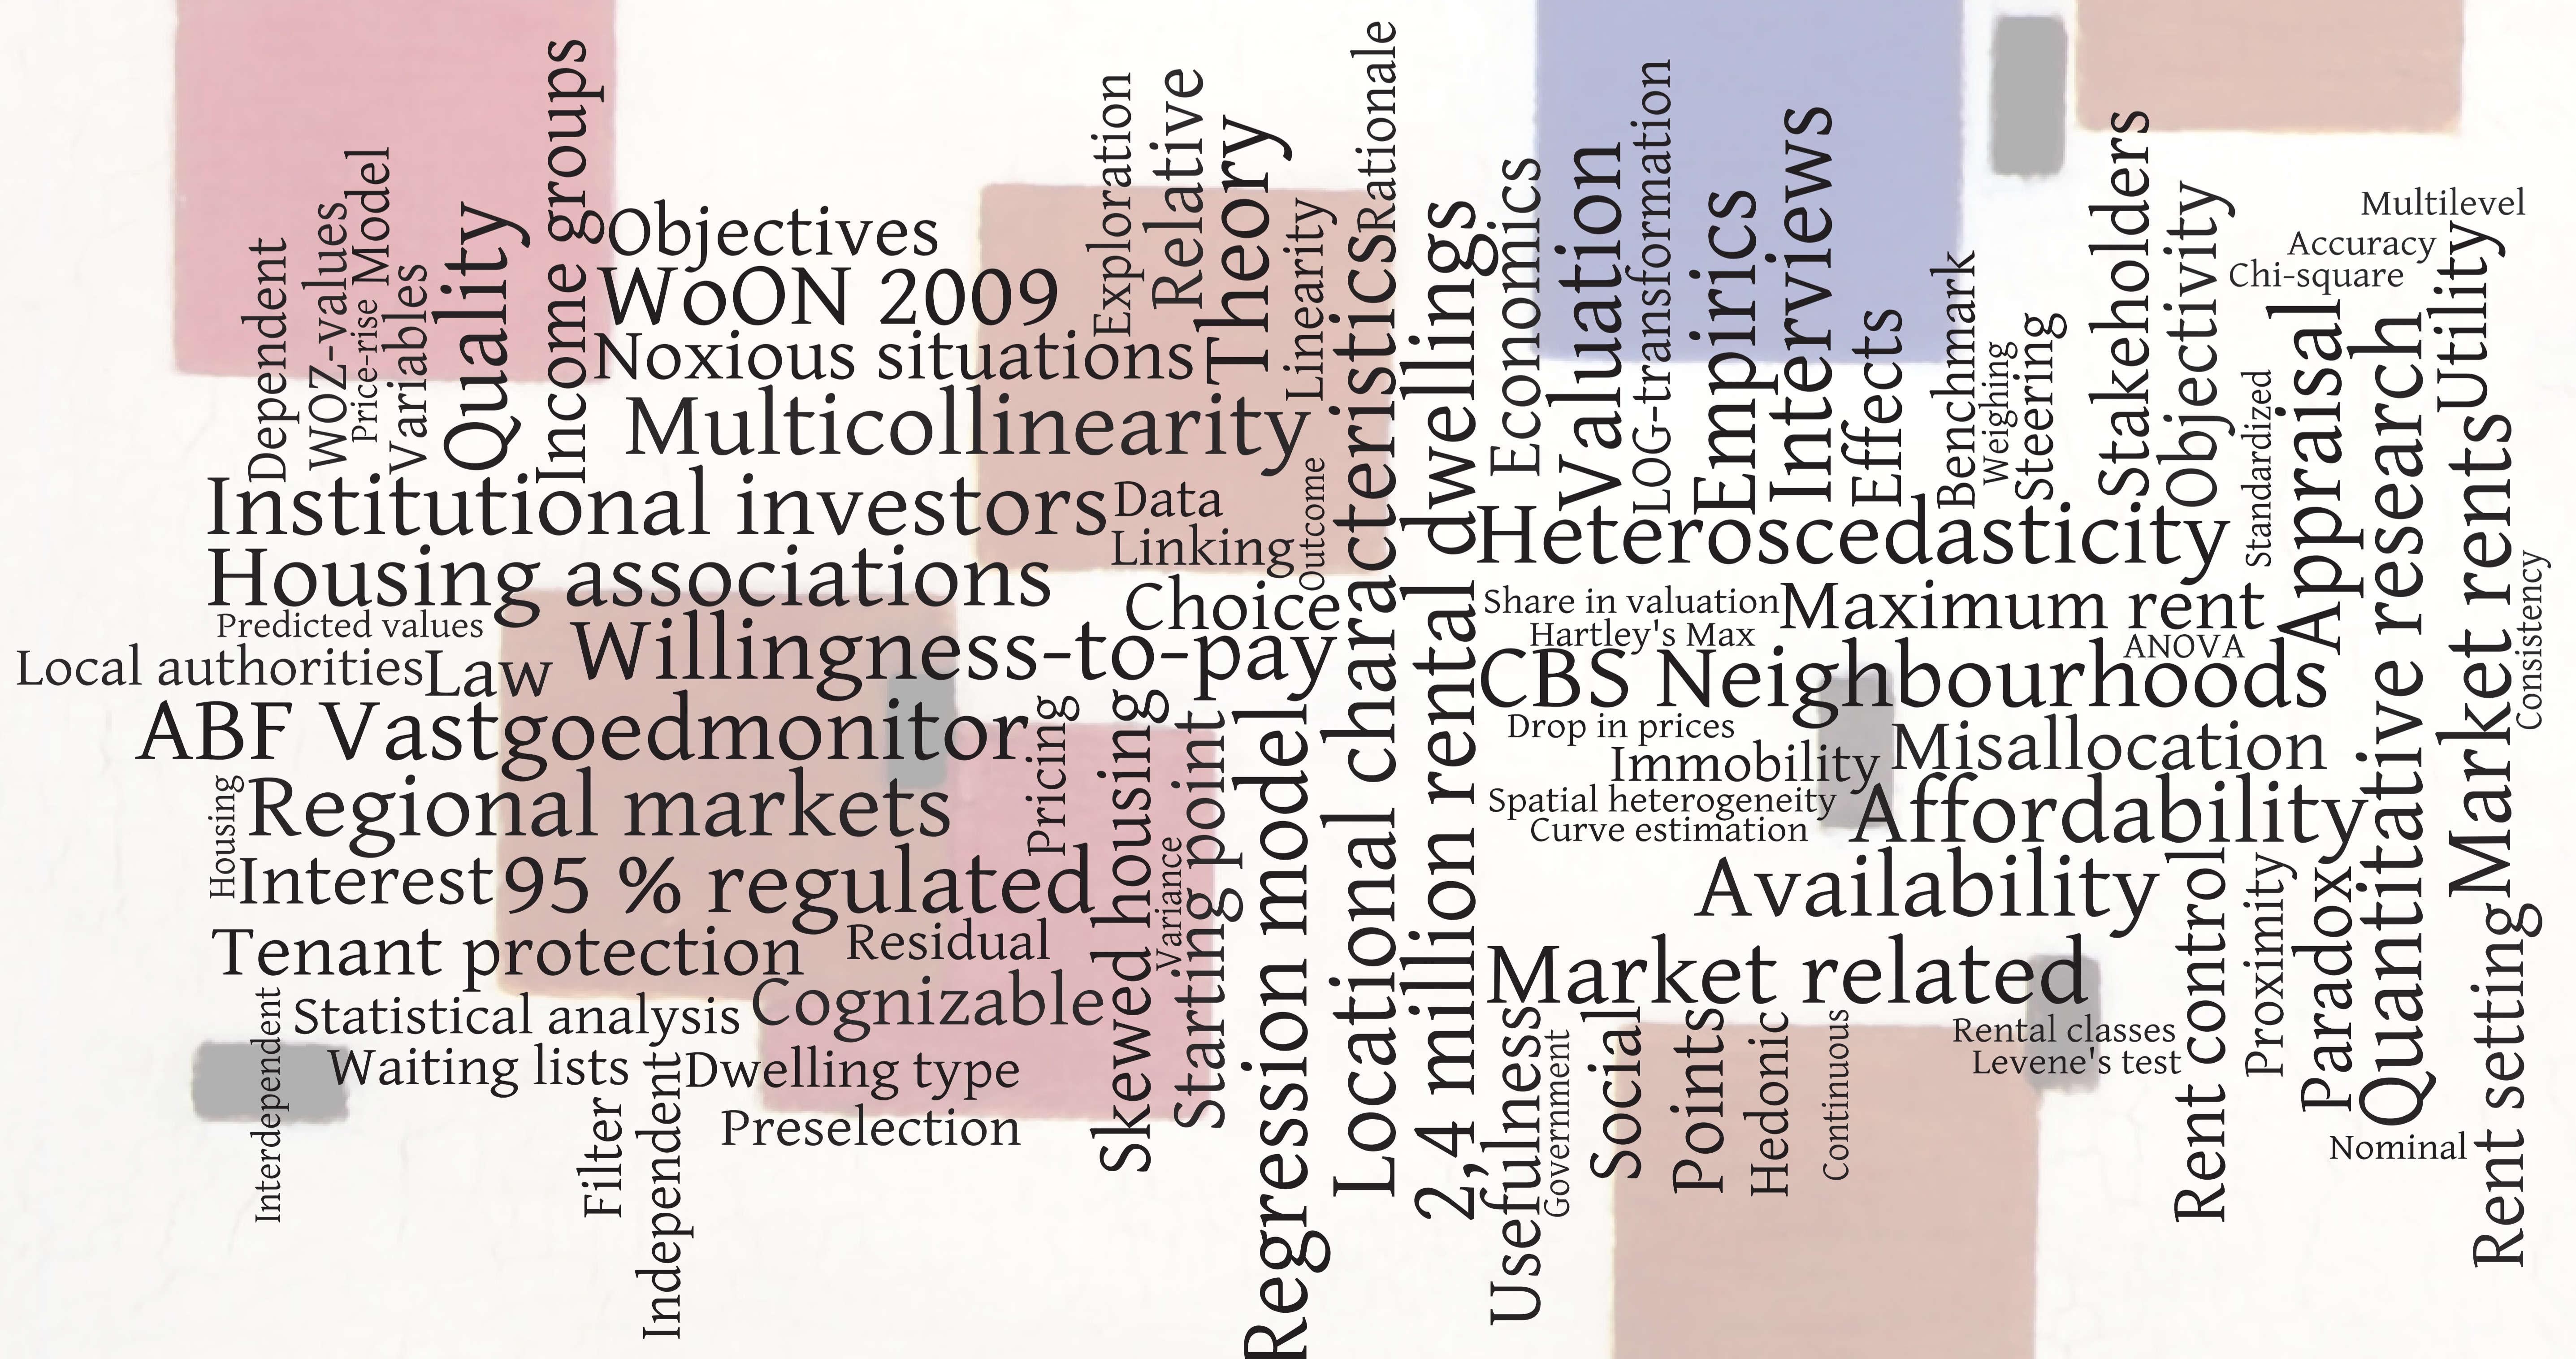 Dependent
WOZ-values
Price-rise Model
Variables
Quality
Income groups
Objectives
WoON 2009
Noxious situations
Multicollinearity
Exploration
Relative
Theory
Linearity
Rationale
Institutional investors
Data
Linking
Outcome
Housing associations
Choice
Predicted values
Willingness-to-pay
Local authorities
Law
ABF Vastgoedmonitor
Pricing
Housing
Regional markets
Interest
95 % regulated
Skewed housing
Variance
Starting point
Tenant protection
Residual
Cognizable
Interdependent
Statistical analysis
Waiting lists
Dwelling type
Preselection
Filter
Independent
Regression model
Locational characteristics
2,4 million rental dwellings
Economics
Valuation
LOG-transformation
Empirics
Interviews
Effects
Benchmark
Weighing
Steering
Stakeholders
Objectivity
Standardized
Multilevel
Accuracy
Chi-square
Utility
Appraisal
Quantitative research
Market rents
Consistency
Heteroscedasticity
Share in valuation
Maximum rent
Hartley's Max
ANOVA
CBS Neighbourhoods
Drop in prices
Misallocation
Immobility
Spatial heterogeneity
Curve estimation
Affordability
Availability
Market related
Usefulness
Government
Social
Points
Hedonic
Continuous
Rental classes
Levene's test
Rent control
Proximity
Paradox
Nominal
Rent setting